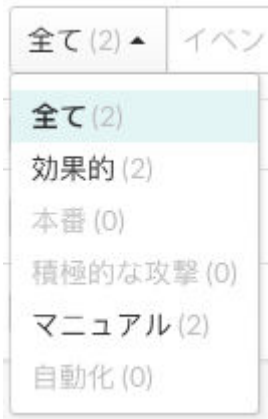 全て (2) ▲ イベン
全て (2)
効果的 (2)
本番 (0)
積極的な攻撃 (0)
マニュアル (2)
自動化 (0)